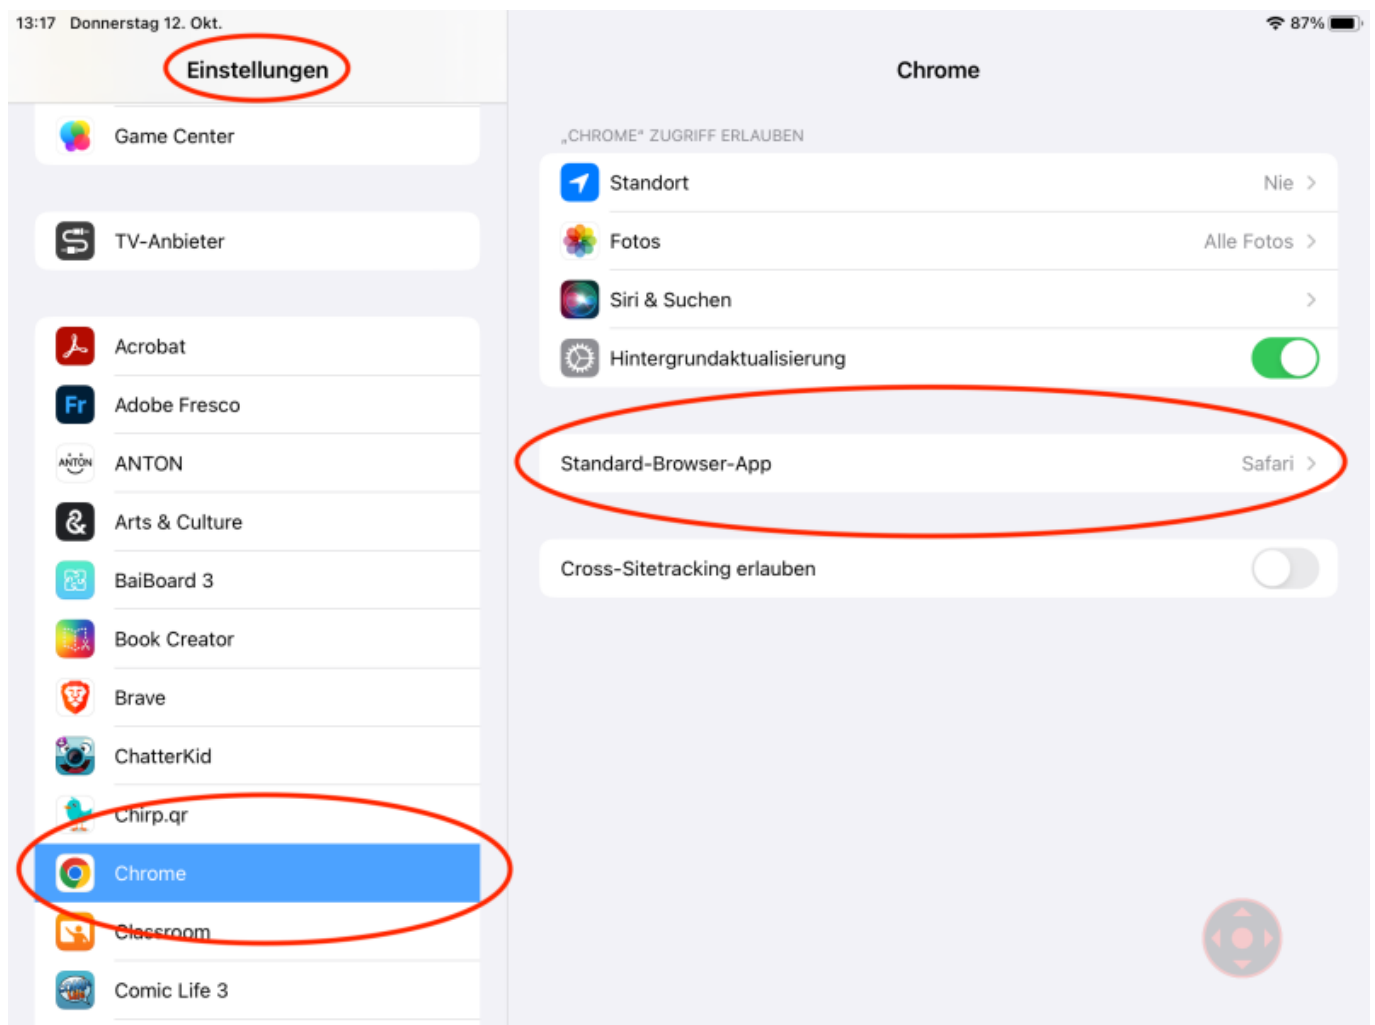 13:17 Donnerstag 12. Okt.
87%
Einstellungen
Chrome
Game Center
TV-Anbieter
Acrobat
Fr Adobe Fresco
ANTON ANTON
& Arts & Culture
BaiBoard 3
Book Creator
Brave
ChatterKid
Chirp.qr
Chrome
Classroom
Comic Life 3
„CHROME“ ZUGRIFF ERLAUBEN
Standort Nie
Fotos Alle Fotos
Siri & Suchen
Hintergrundaktualisierung
Standard-Browser-App Safari
Cross-Sitetracking erlauben